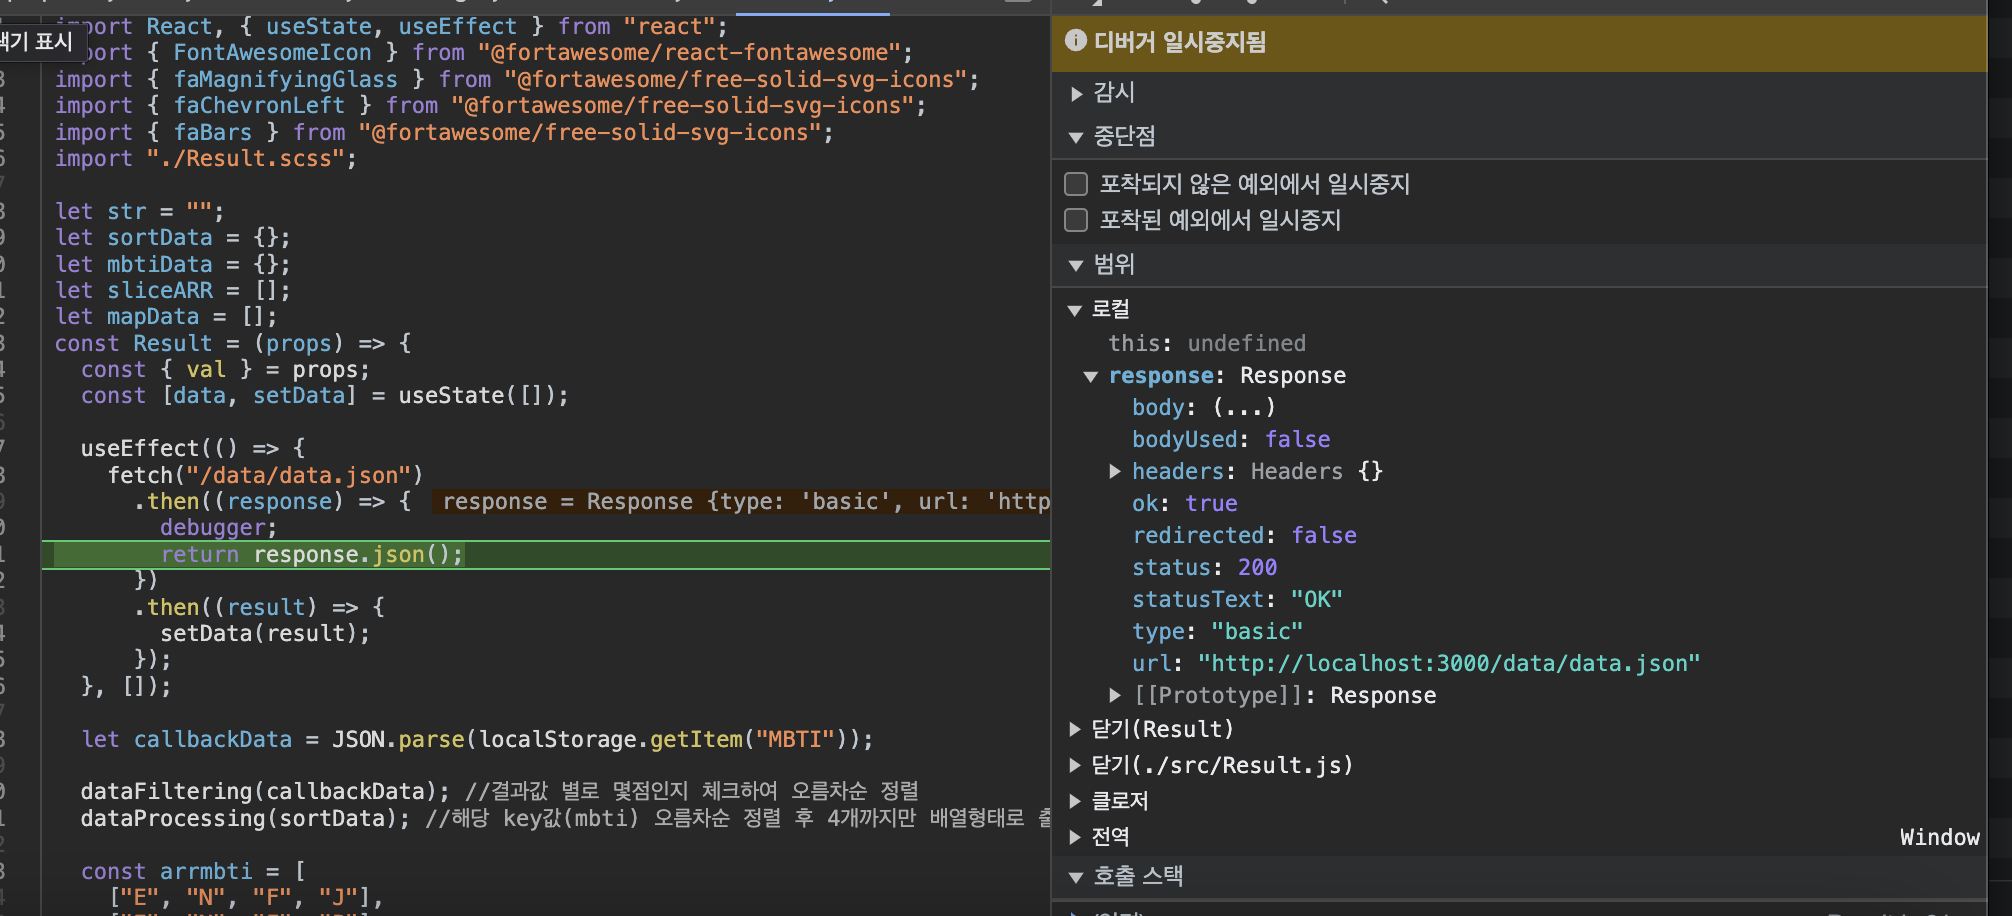 import React, { useState, useEffect } from "react";
색기 표시
import { FontAwesomeIcon } from "@fortawesome/react-fontawesome";
import { faMagnifyingGlass } from "@fortawesome/free-solid-svg-icons";
import { faChevronLeft } from "@fortawesome/free-solid-svg-icons";
import { faBars } from "@fortawesome/free-solid-svg-icons";
import "./Result.scss";
let str = "";
let sortData = {};
let mbtiData = {};
let sliceARR = [];
let mapData = [];
const Result = (props) => {
const { val } = props;
const [data, setData] = useState([]);
useEffect(() => {
fetch("/data/data.json")
.then((response) => { response = Response {type: 'basic', url: 'http
debugger;
return response.json();
})
.then((result) => {
setData(result);
});
}, []);
let callbackData = JSON.parse(localStorage.getItem("MBTI"));
dataFiltering(callbackData); //결과값 별로 몇점인지 체크하여 오름차순 정렬
dataProcessing(sortData); //해당 key값(mbti) 오름차순 정렬 후 4개까지만 배열형태로 출
const arrmbti = [
["E", "N", "F", "J"],
디버거 일시중지됨
감시
중단점
포착되지 않은 예외에서 일시중지
포착된 예외에서 일시중지
범위
로컬
this: undefined
response: Response
body: (...)
bodyUsed: false
headers: Headers {}
ok: true
redirected: false
status: 200
statusText: "OK"
type: "basic"
url: "http://localhost:3000/data/data.json"
[[Prototype]]: Response
닫기(Result)
닫기(./src/Result.js)
클로저
전역 Window
호출 스택